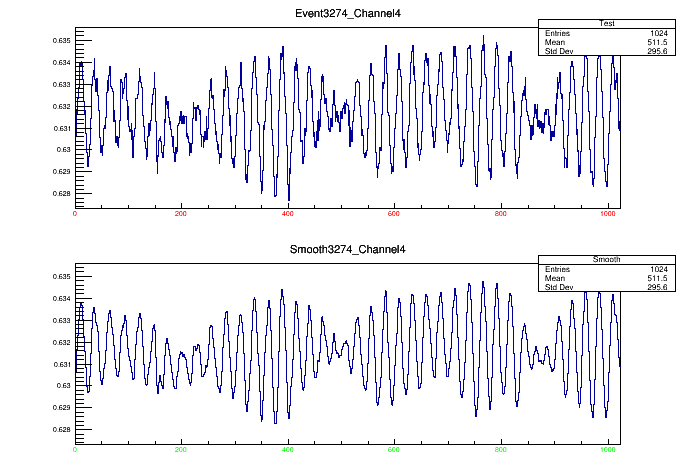 Event3274_Channel4
Test
Entries 1024
Mean 511.5
Std Dev 295.6
0.635
0.634
0.633
0.632
0.631
0.63
0.629
0.628
0 200 400 600 800 1000
Smooth3274_Channel4
Smooth
Entries 1024
Mean 511.5
Std Dev 295.6
0.635
0.634
0.633
0.632
0.631
0.63
0.629
0.628
0 200 400 600 800 1000